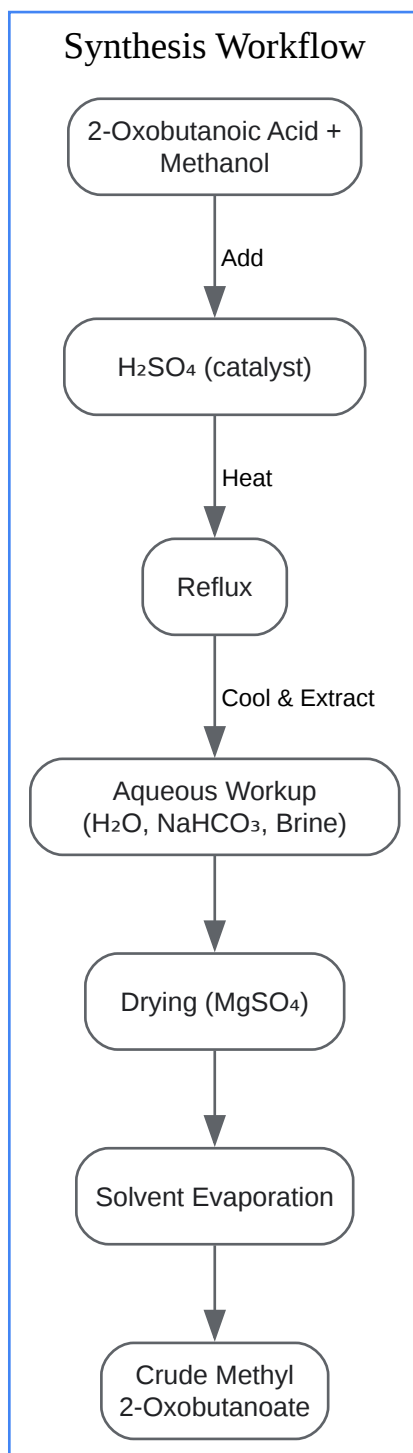 Synthesis Workflow
2-Oxobutanoic Acid +
Methanol
Add
H₂SO₄ (catalyst)
Heat
Reflux
Cool & Extract
Aqueous Workup
(H₂O, NaHCO₃, Brine)
Drying (MgSO₄)
Solvent Evaporation
Crude Methyl
2-Oxobutanoate